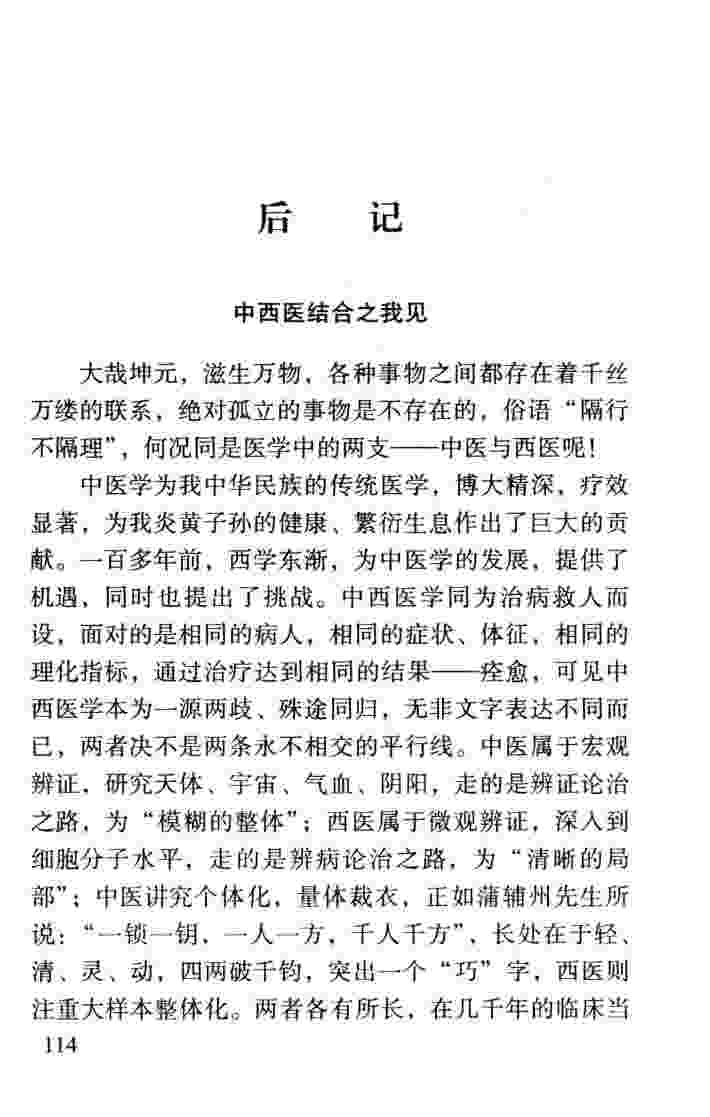 后 记
中西医结合之我见
大哉坤元，滋生万物，各种事物之间都存在着千丝
万缕的联系，绝对孤立的事物是不存在的，俗语“隔行
不隔理”，何况同是医学中的两支——中医与西医呢！
中医学为我中华民族的传统医学，博大精深，疗效
显著，为我炎黄子孙的健康、繁衍生息作出了巨大的贡
献。一百多年前，西学东渐，为中医学的发展，提供了
机遇，同时也提出了挑战。中西医学同为治病救人而
设，面对的是相同的病人，相同的症状、体征，相同的
理化指标，通过治疗达到相同的结果——痊愈，可见中
西医学本为一源两歧、殊途同归，无非文字表达不同而
已，两者决不是两条永不相交的平行线。中医属于宏观
辨证，研究天体、宇宙、气血、阴阳，走的是辨证论治
之路，为“模糊的整体”；西医属于微观辨证，深入到
细胞分子水平，走的是辨病论治之路，为“清晰的局
部”；中医讲究个体化，量体裁衣，正如蒲辅州先生所
说：“一锁一钥，一人一方，千人千方”，长处在于轻、
清、灵、动，四两破千钧，突出一个“巧”字，西医则
注重大样本整体化。两者各有所长，在几千年的临床当
114